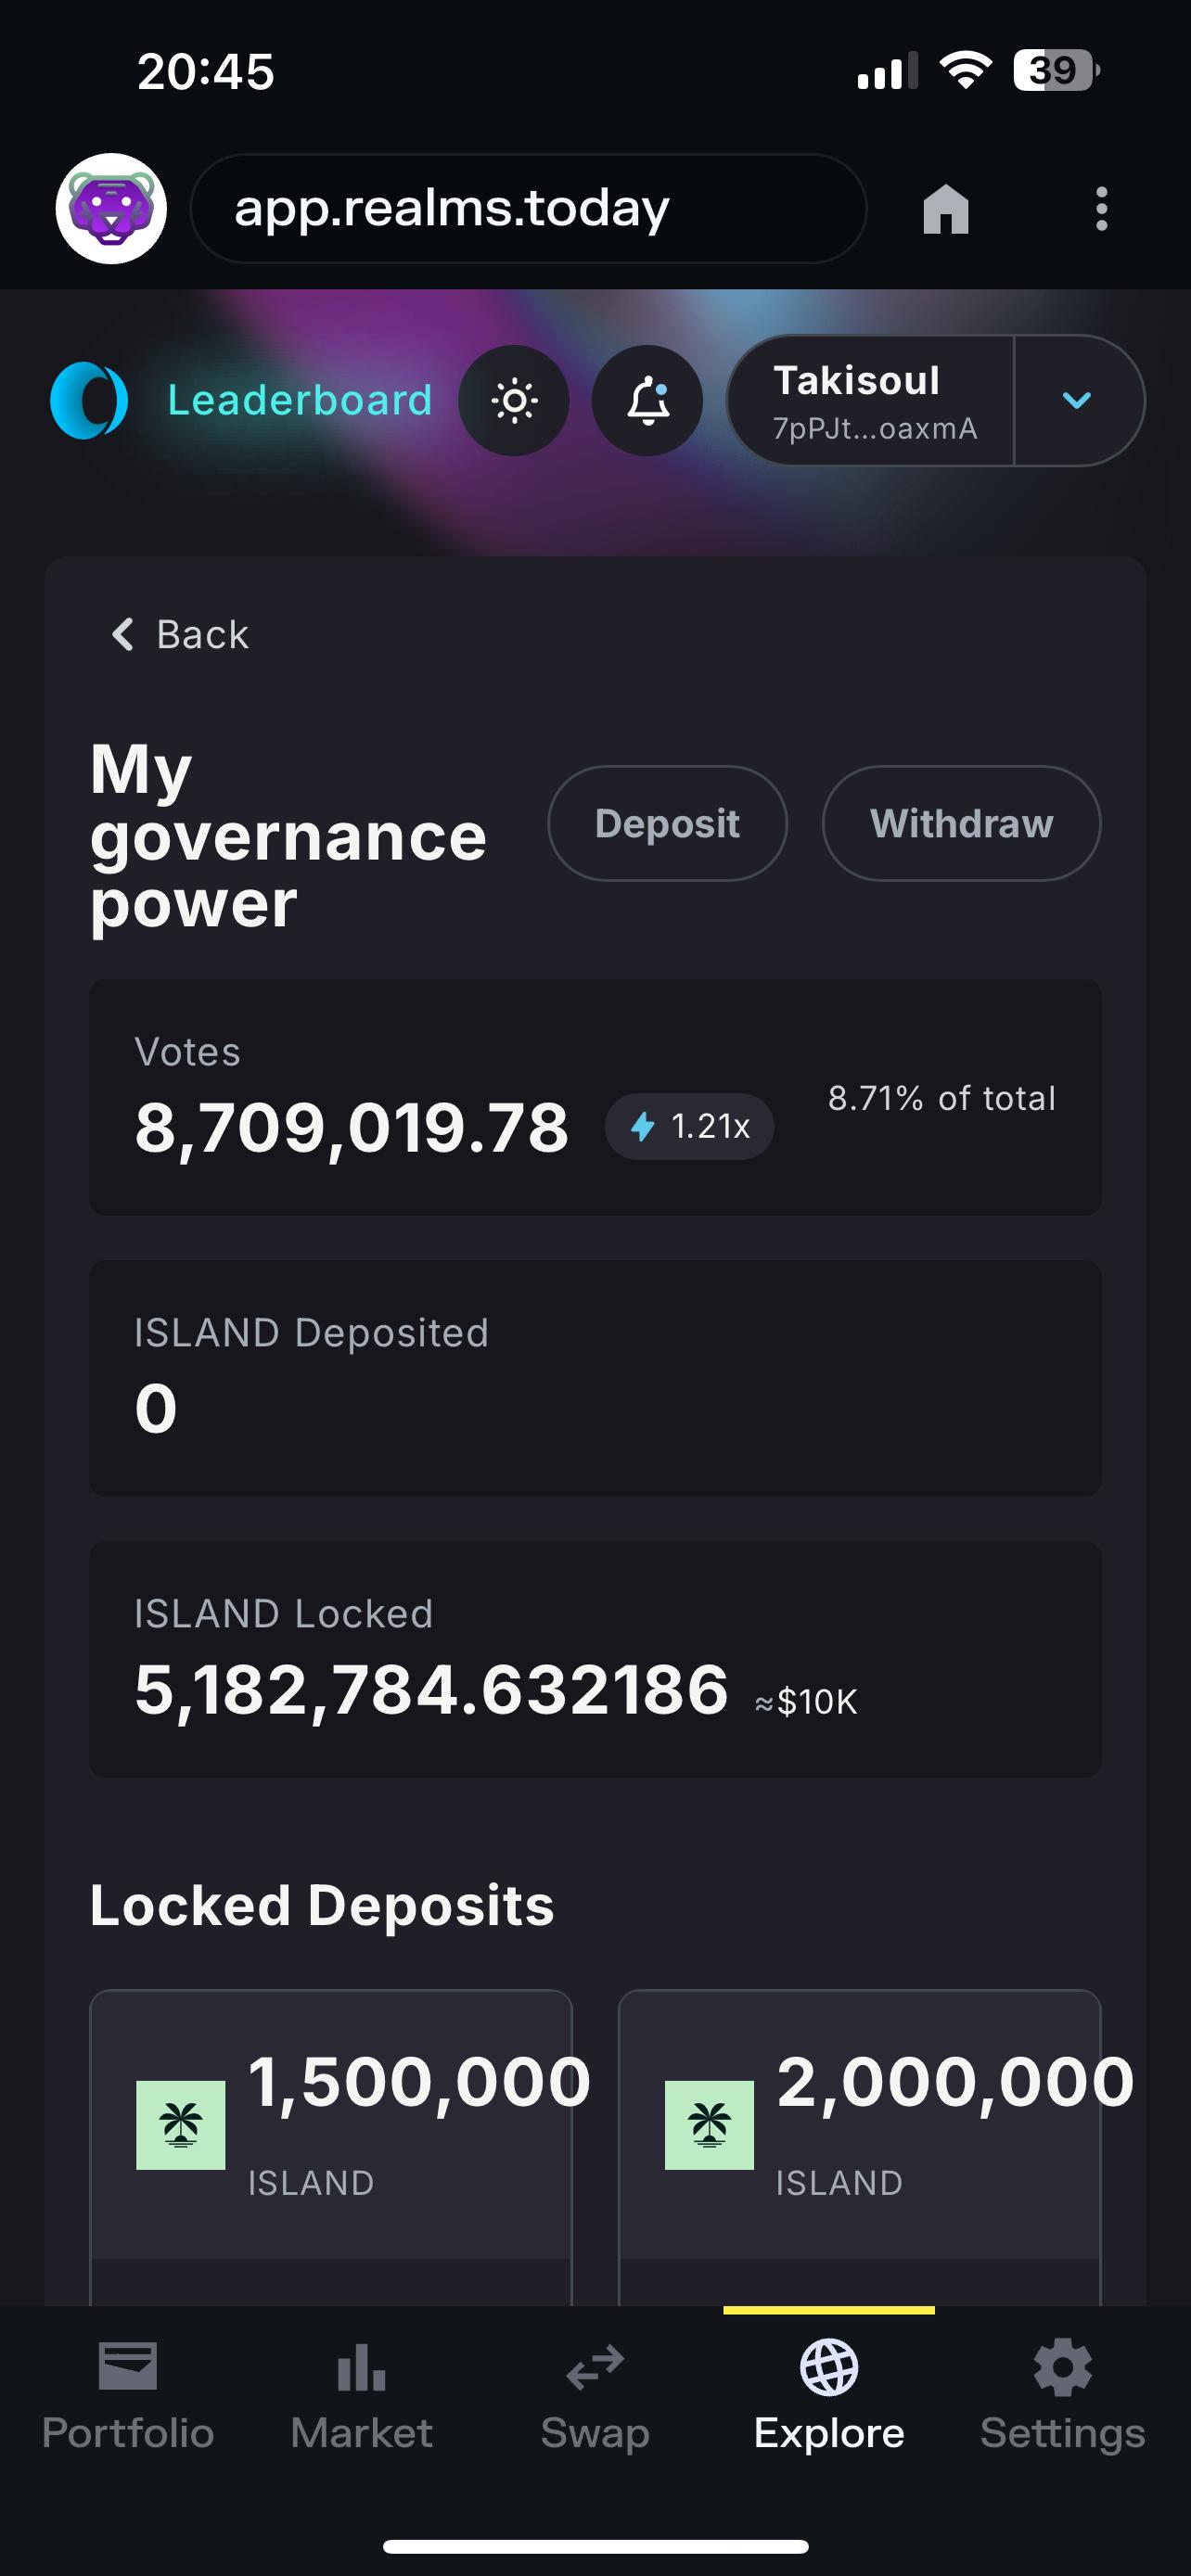 20:45
39
app.realms.today
Leaderboard
Takisoul
7pPJt...oaxmA
Back
My
governance
power
Deposit
Withdraw
Votes
8,709,019.78
1.21x
8.71% of total
ISLAND Deposited
0
ISLAND Locked
5,182,784.632186 ≈$10K
Locked Deposits
1,500,000
ISLAND
2,000,000
ISLAND
Portfolio
Market
Swap
Explore
Settings